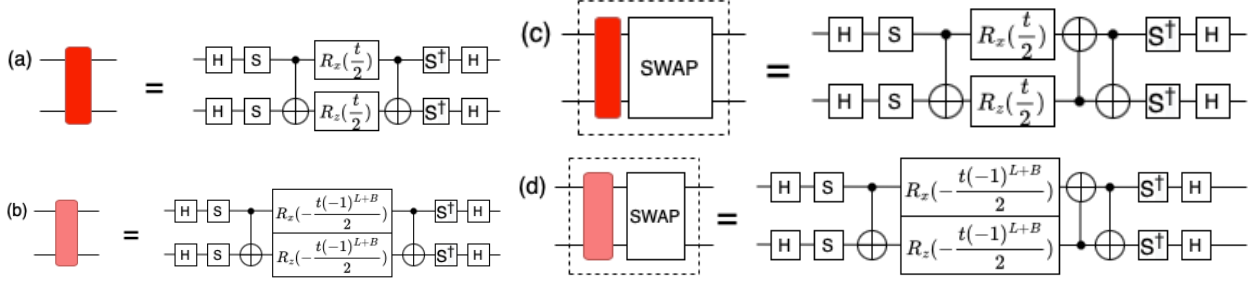 (a)
=
H S R_x(t/2) S† H
H S R_z(t/2) S† H
(b)
=
H S R_x(-t(-1)^{L+B}/2) S† H
H S R_z(-t(-1)^{L+B}/2) S† H
(c)
SWAP
=
H S R_x(t/2) S† H
H S R_z(t/2) S† H
(d)
SWAP
=
H S R_x(-t(-1)^{L+B}/2) S† H
H S R_z(-t(-1)^{L+B}/2) S† H